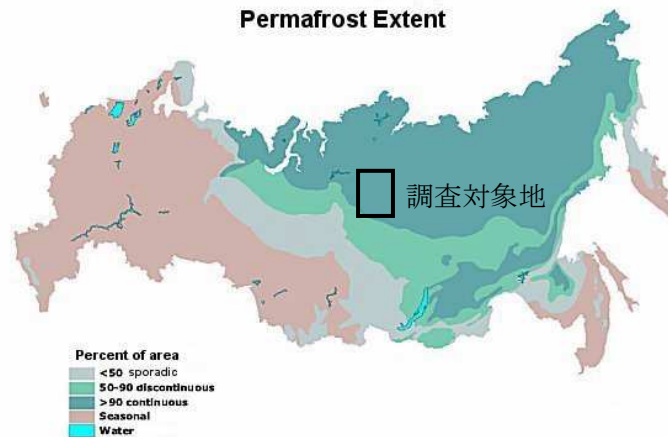 Permafrost Extent
調査対象地
Percent of area
<50 sporadic
50-90 discontinuous
>90 continuous
Seasonal
Water